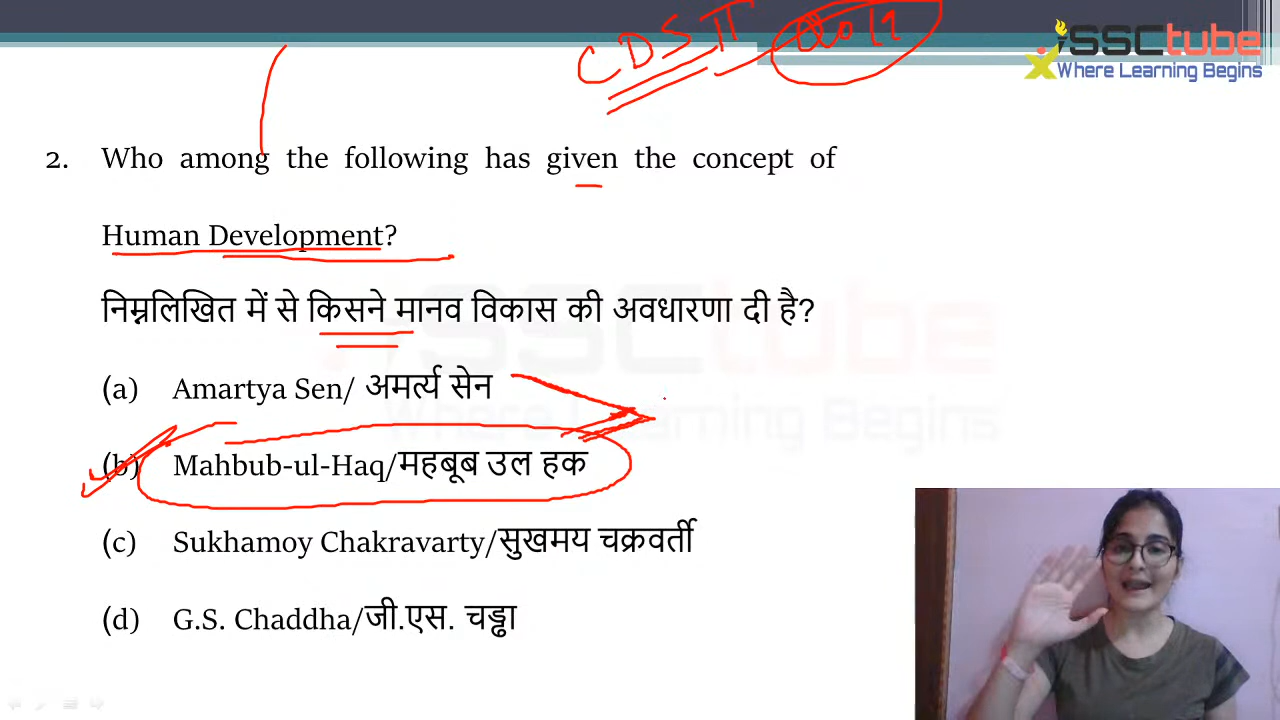 CDS II 2019
SSCtube
Where Learning Begins
2. Who among the following has given the concept of
Human Development?
निम्नलिखित में से किसने मानव विकास की अवधारणा दी है?
(a) Amartya Sen/ अमर्त्य सेन
(b) Mahbub-ul-Haq/महबूब उल हक
(c) Sukhamoy Chakravarty/सुखमय चक्रवर्ती
(d) G.S. Chaddha/जी.एस. चड्ढा